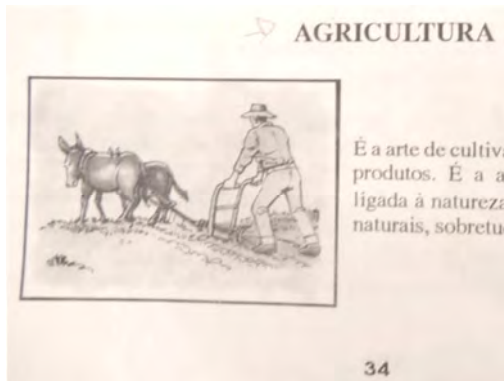 AGRICULTURA
É a arte de cultiva
produtos. É a a
ligada à natureza
naturais, sobretu
34